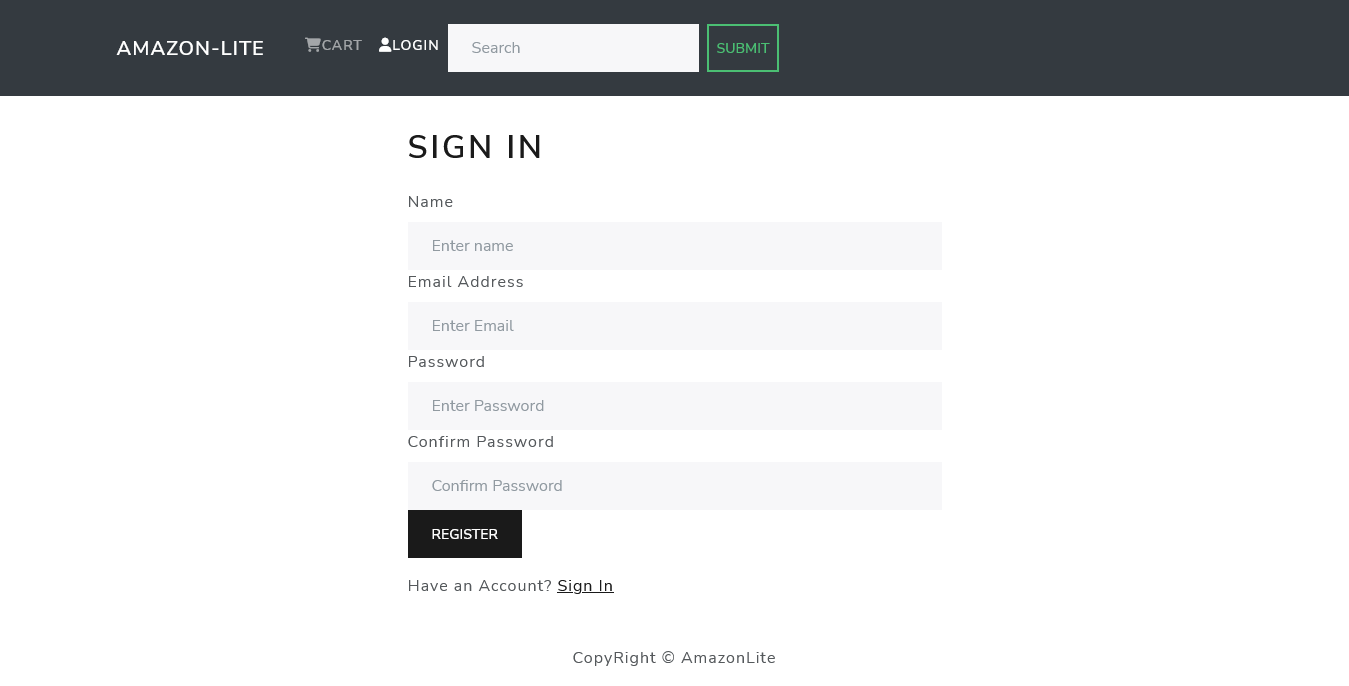 AMAZON-LITE CART LOGIN Search SUBMIT
SIGN IN
Name
Enter name
Email Address
Enter Email
Password
Enter Password
Confirm Password
Confirm Password
REGISTER
Have an Account? Sign In
CopyRight © AmazonLite